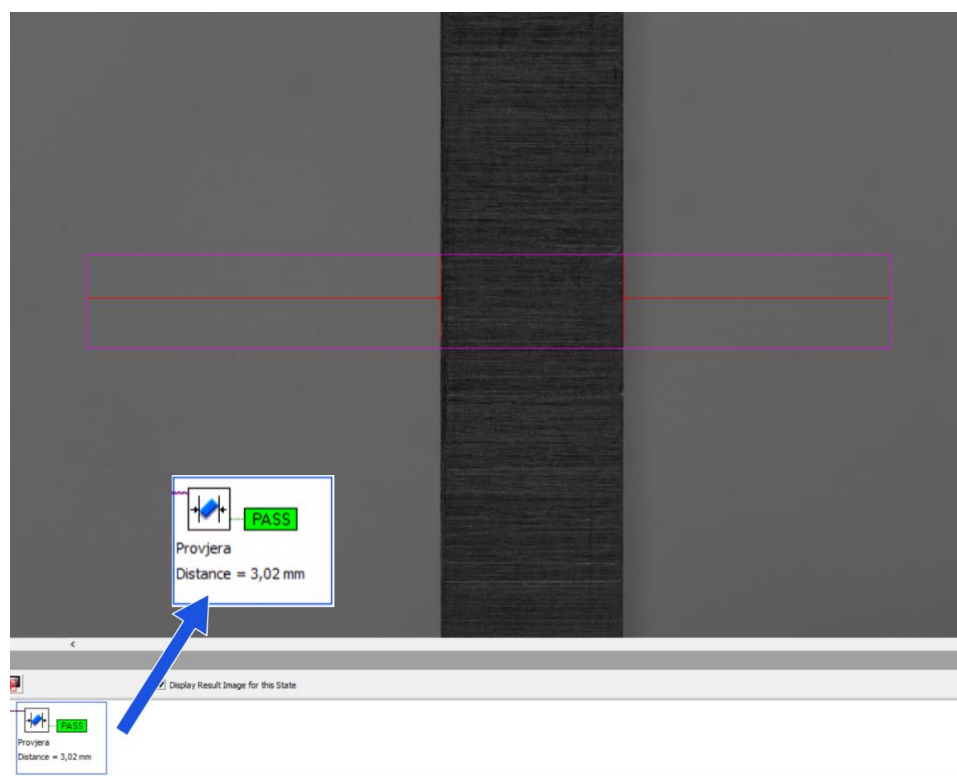 PASS
Provjera
Distance = 3,02 mm
Display Result Image for this State
PASS
Provjera
Distance = 3,02 mm